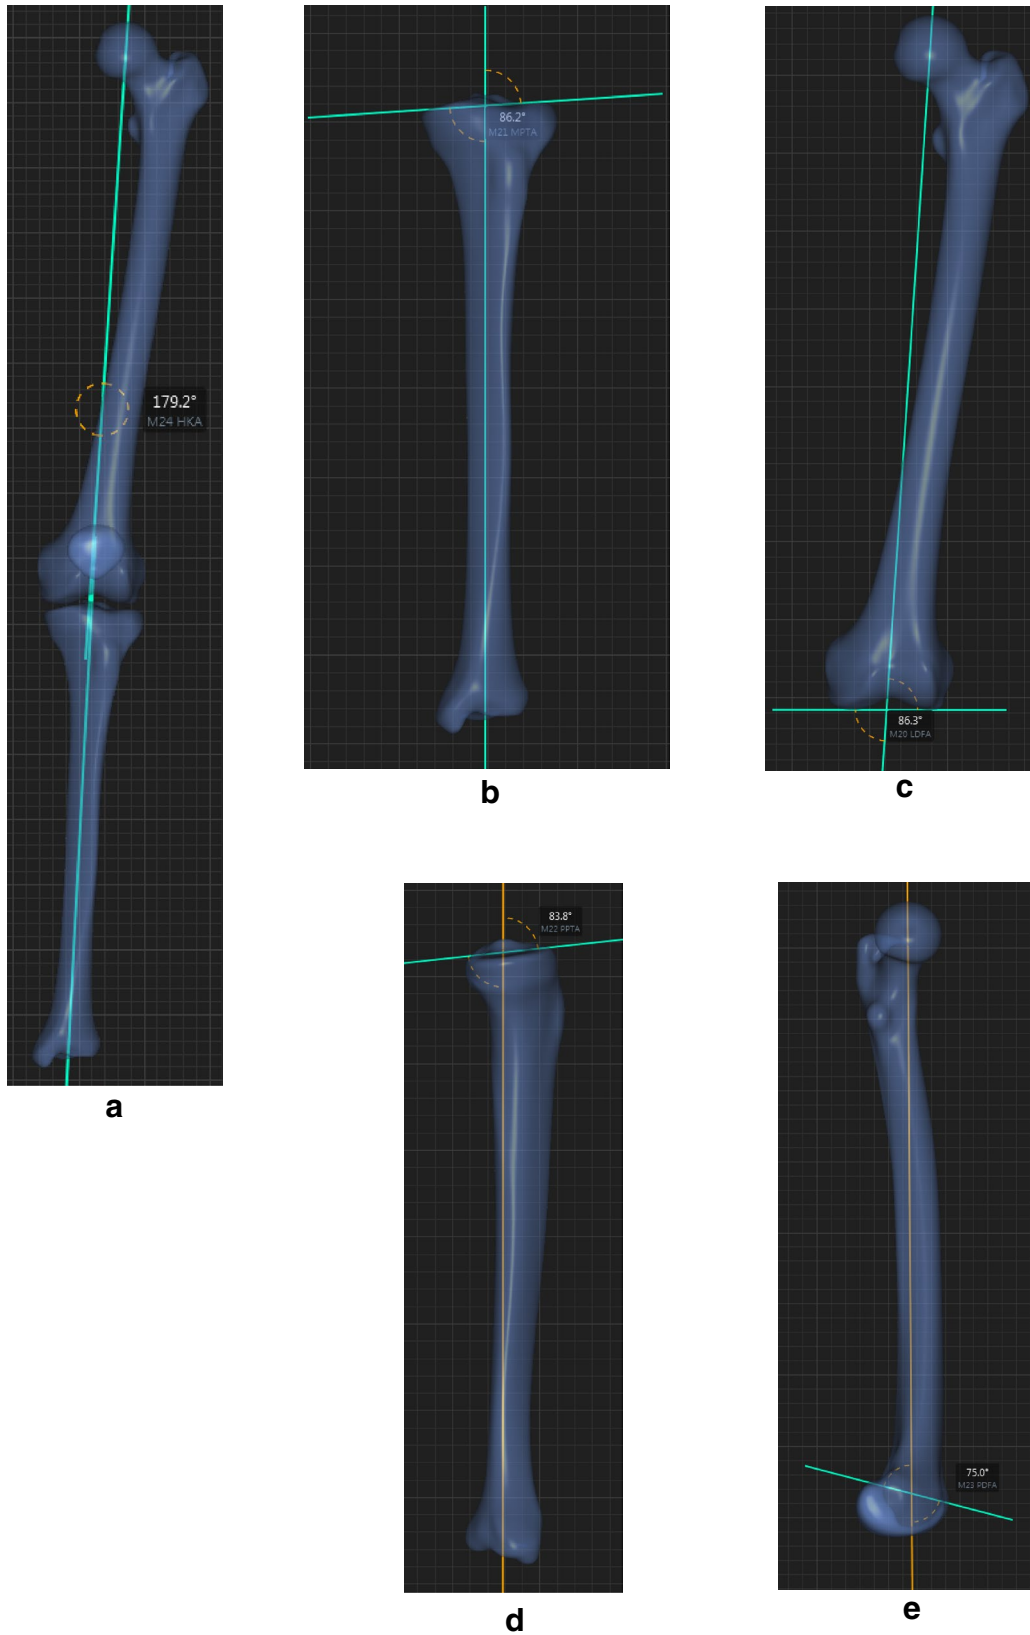 179.2°
M24 HKA
a
86.2°
M21 MPTA
b
86.3°
M20 LDFA
c
83.8°
M22 PPTA
d
75.0°
M23 PDFA
e